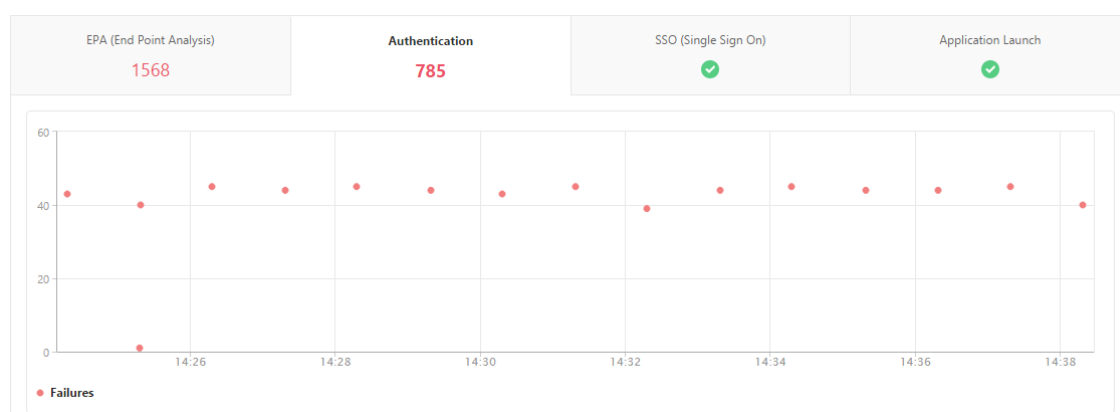 EPA (End Point Analysis)
1568
Authentication
785
SSO (Single Sign On)
Application Launch
60
40
20
0
14:26
14:28
14:30
14:32
14:34
14:36
14:38
Failures